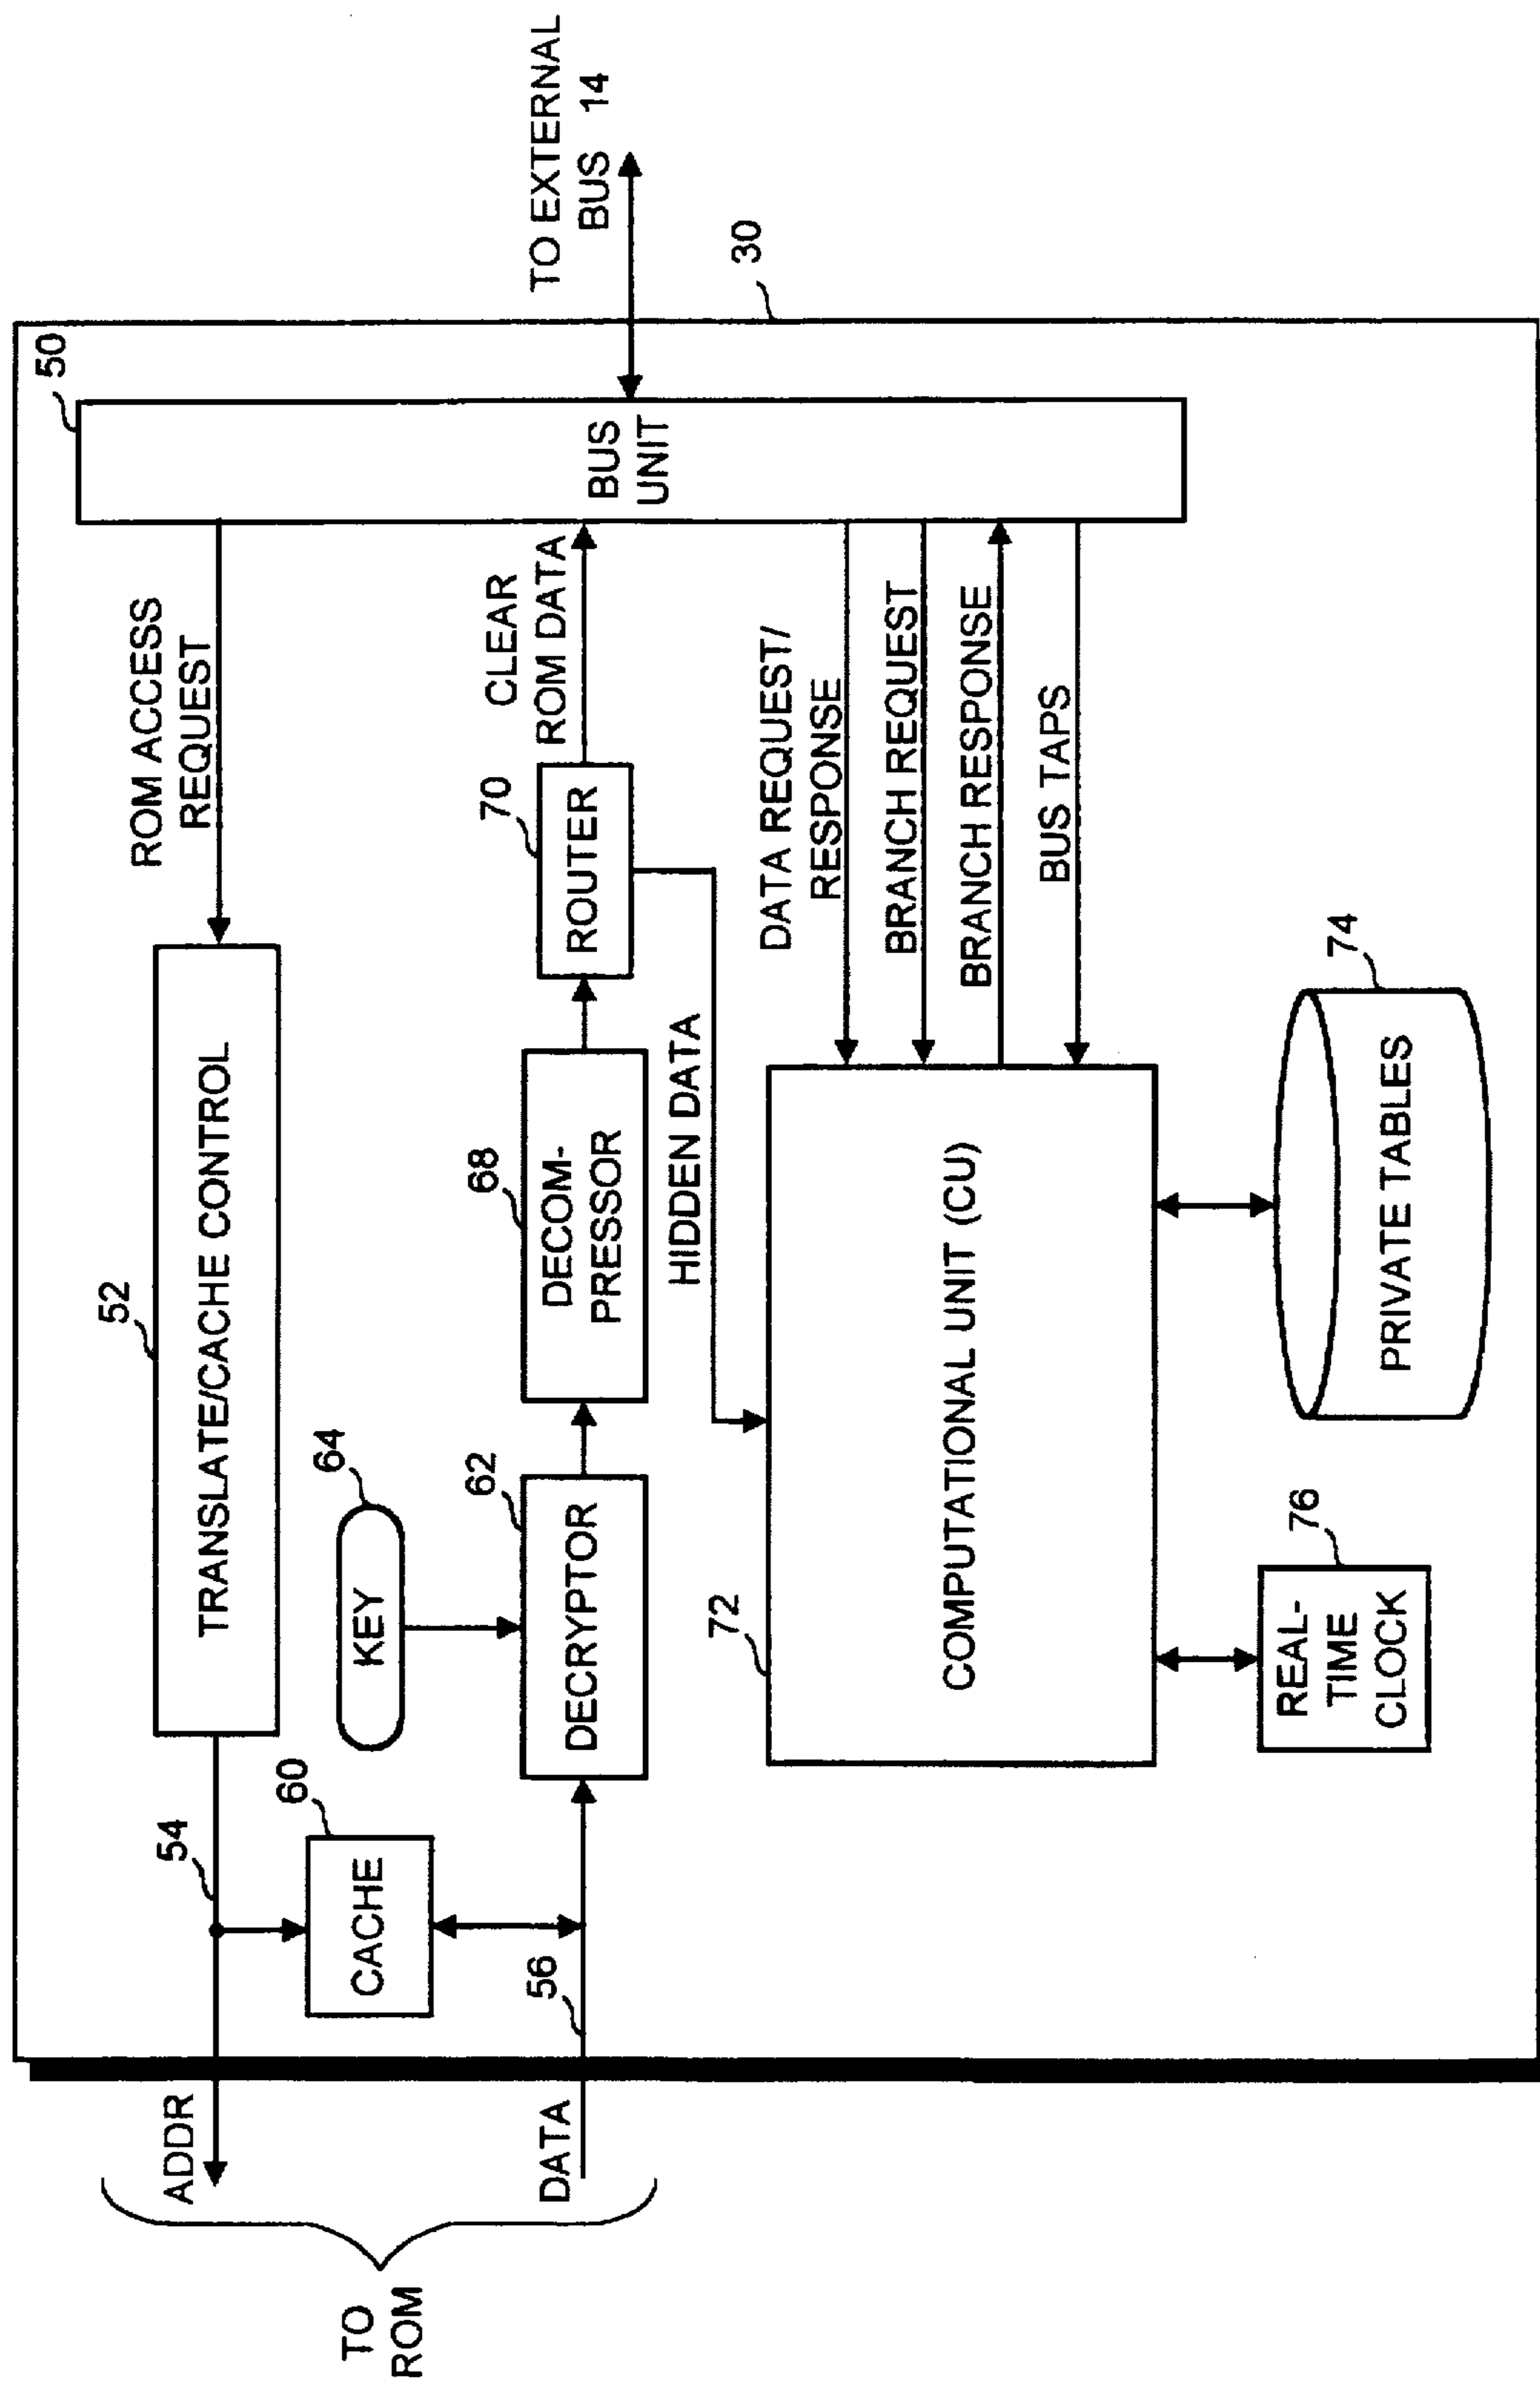 TO EXTERNAL
BUS 14
30
50
BUS
UNIT
ROM ACCESS
REQUEST
52
TRANSLATE/CACHE CONTROL
54
ADDR
60
CACHE
64
KEY
62
DECRYPTOR
68
DECOM-
PRESSOR
70
ROUTER
CLEAR
ROM DATA
56
DATA
TO
ROM
HIDDEN DATA
DATA REQUEST/
RESPONSE
BRANCH REQUEST
BRANCH RESPONSE
BUS TAPS
72
COMPUTATIONAL UNIT (CU)
76
REAL-
TIME
CLOCK
74
PRIVATE TABLES